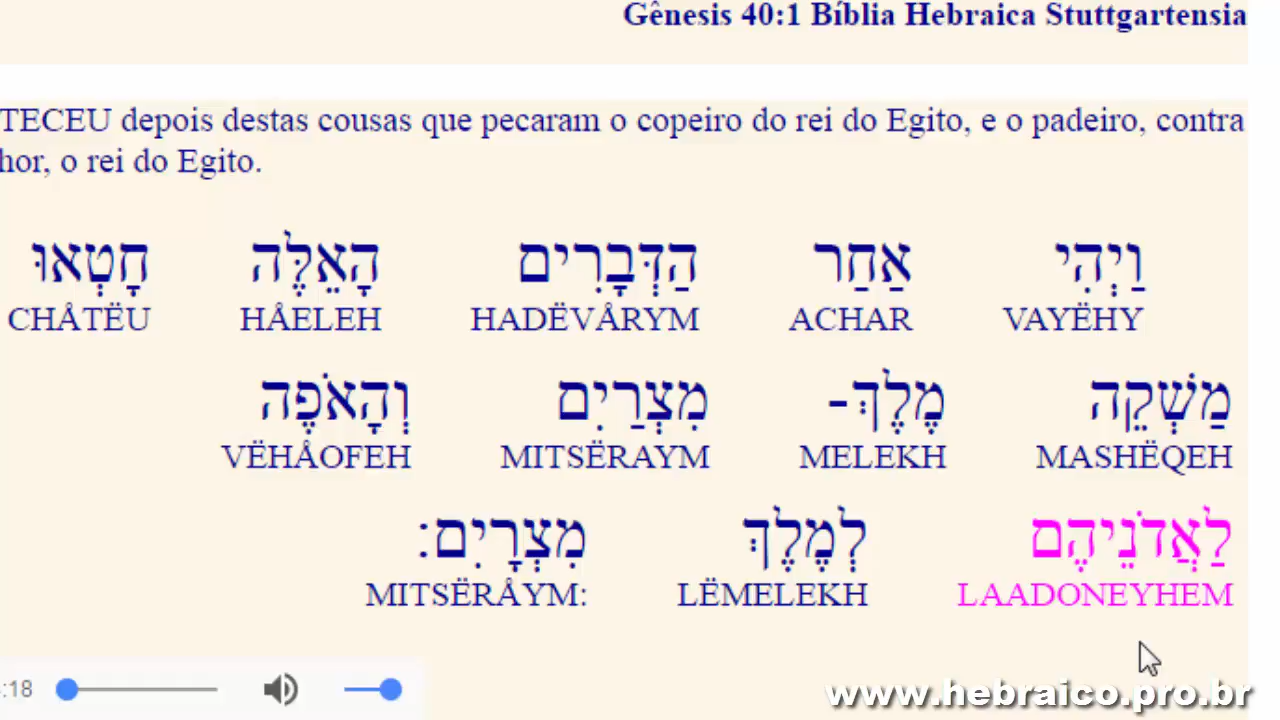 Gênesis 40:1 Bíblia Hebraica Stuttgartensia
TECEU depois destas cousas que pecaram o copeiro do rei do Egito, e o padeiro, contra
hor, o rei do Egito.
וַיְהִי אַחַר הַדְּבָרִים הָאֵלֶּה חָטְאוּ
CHÅTËU HÅELEH HADËVÅRYM ACHAR VAYËHY
מַשְׁקֵה מֶלֶךְ- מִצְרַיִם וְהָאֹפֶה
VËHÅOFEH MITSËRAYM MELEKH MASHËQEH
לַאֲדֹנֵיהֶם לְמֶלֶךְ מִצְרָיִם׃
MITSËRÅYM: LËMELEKH LAADONEYHEM
:18
www.hebraico.pro.br